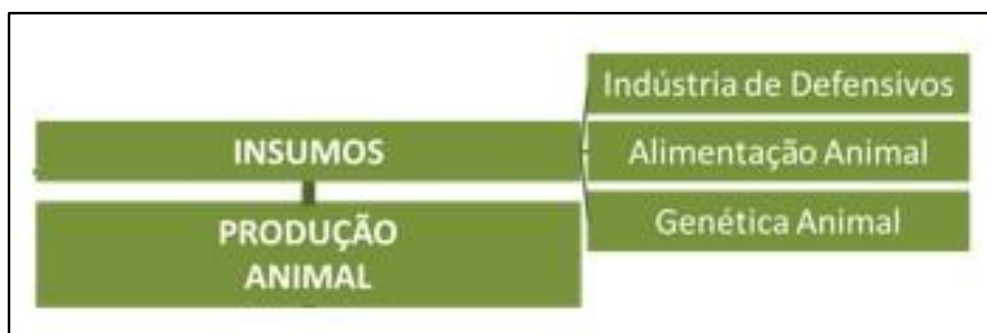 INSUMOS
PRODUÇÃO
ANIMAL
Indústria de Defensivos
Alimentação Animal
Genética Animal